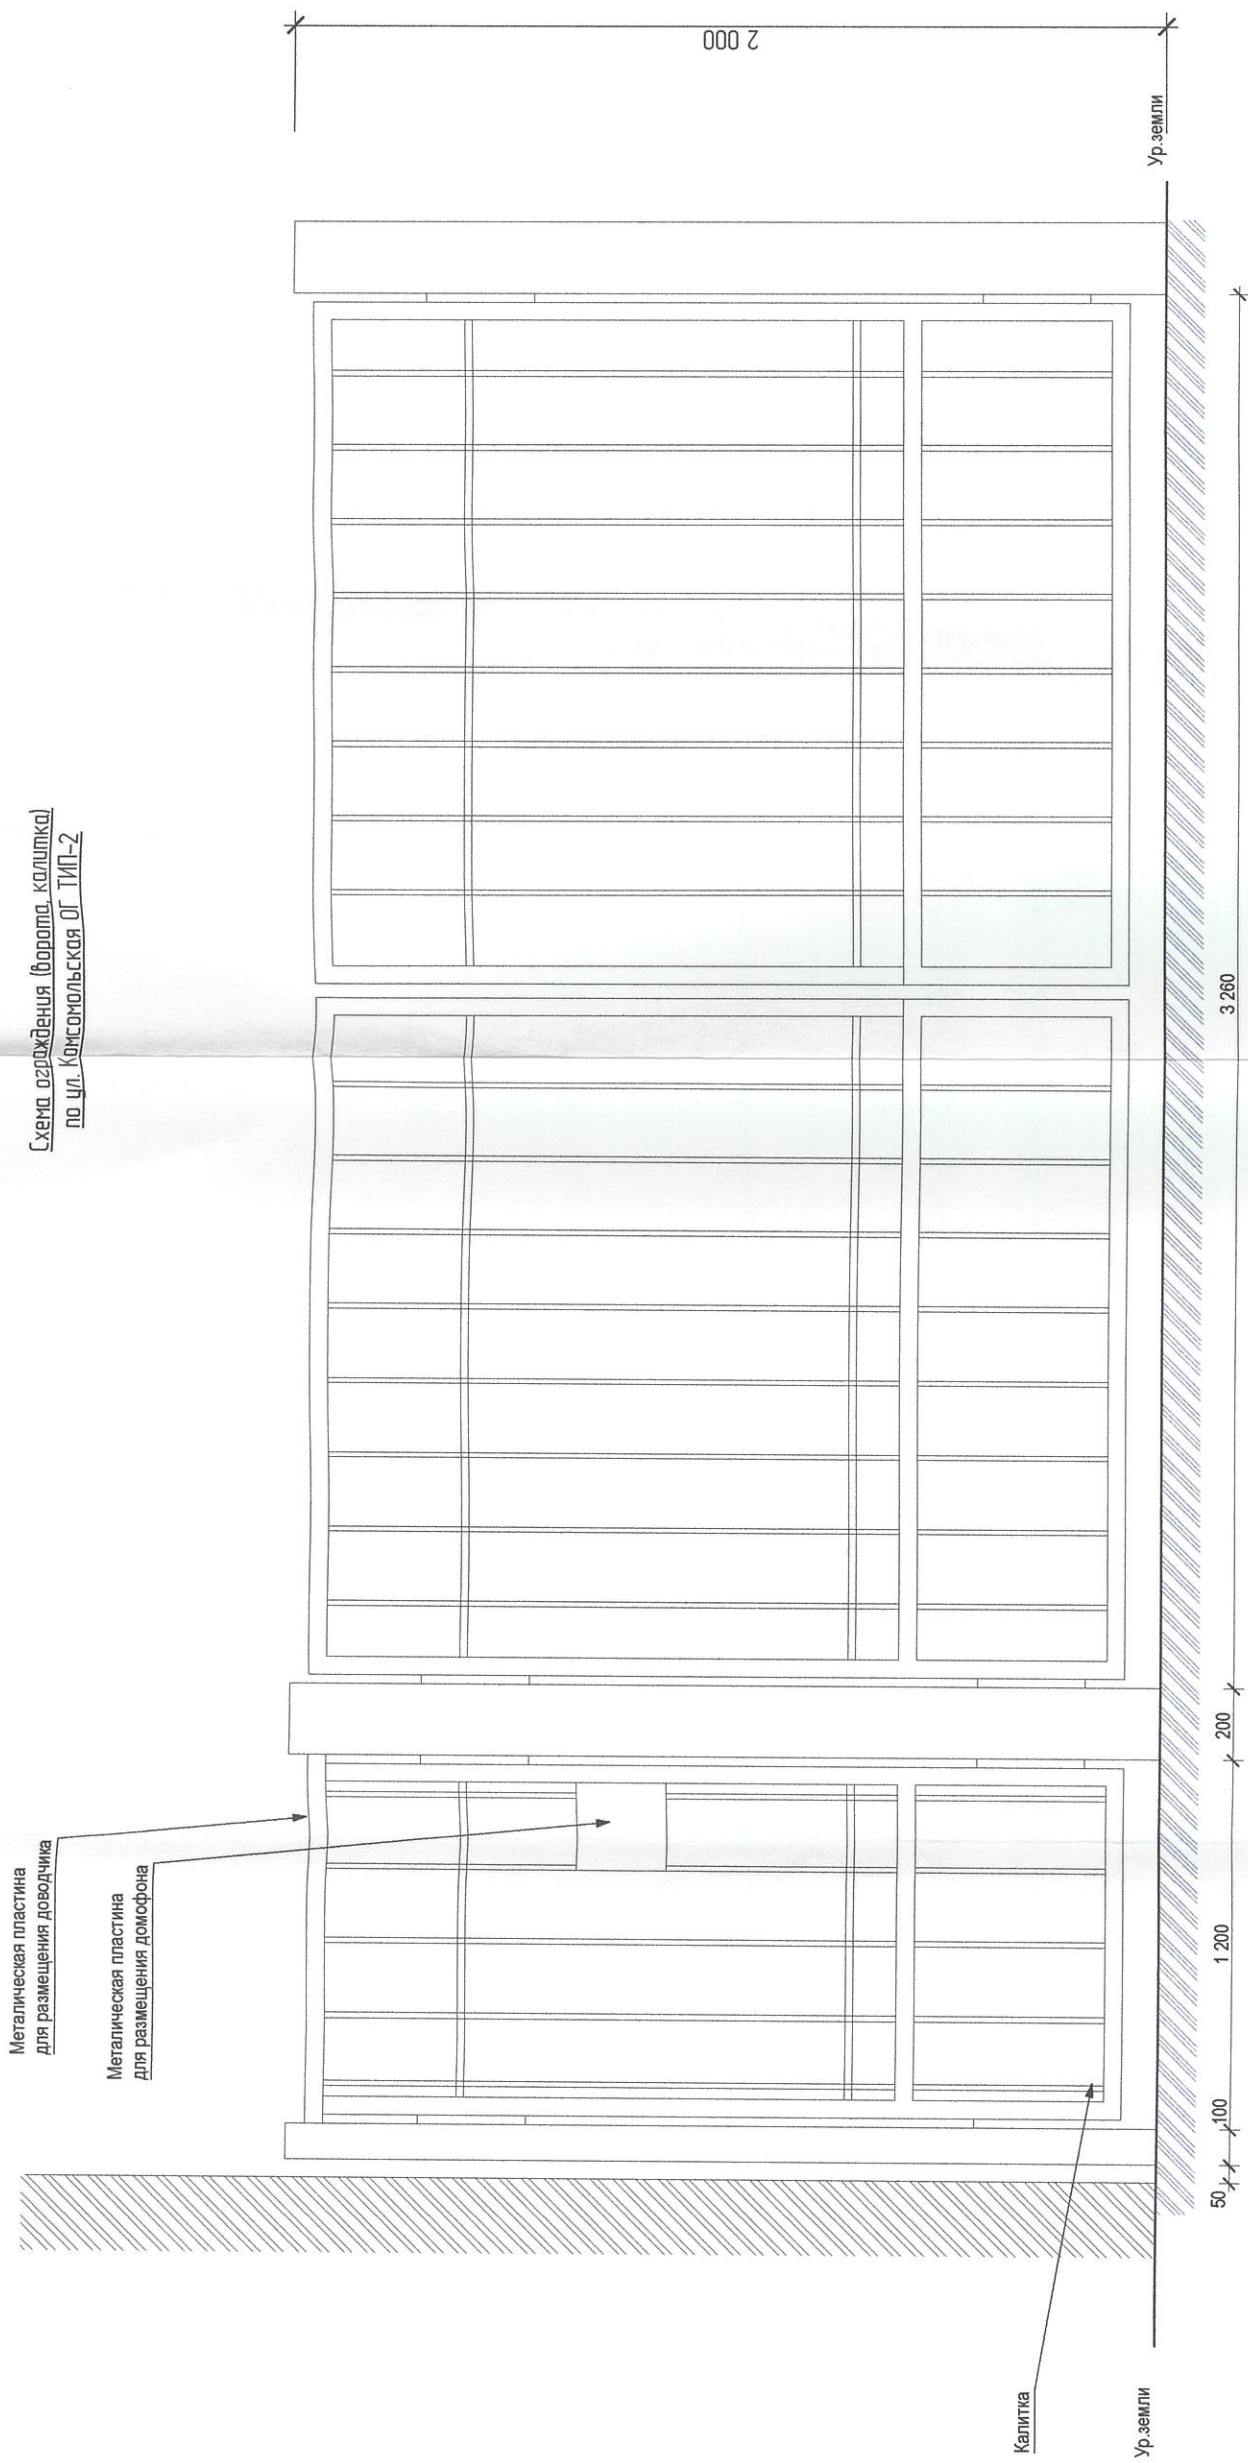 Схема ограждения (ворота, калитка)
по ул. Комсомольская ОГ ТИП-2
Металическая пластина
для размещения доводчика
Металическая пластина
для размещения домофона
2 000
Калитка
Ур.земли
Ур.земли
50
100
1 200
200
3 260